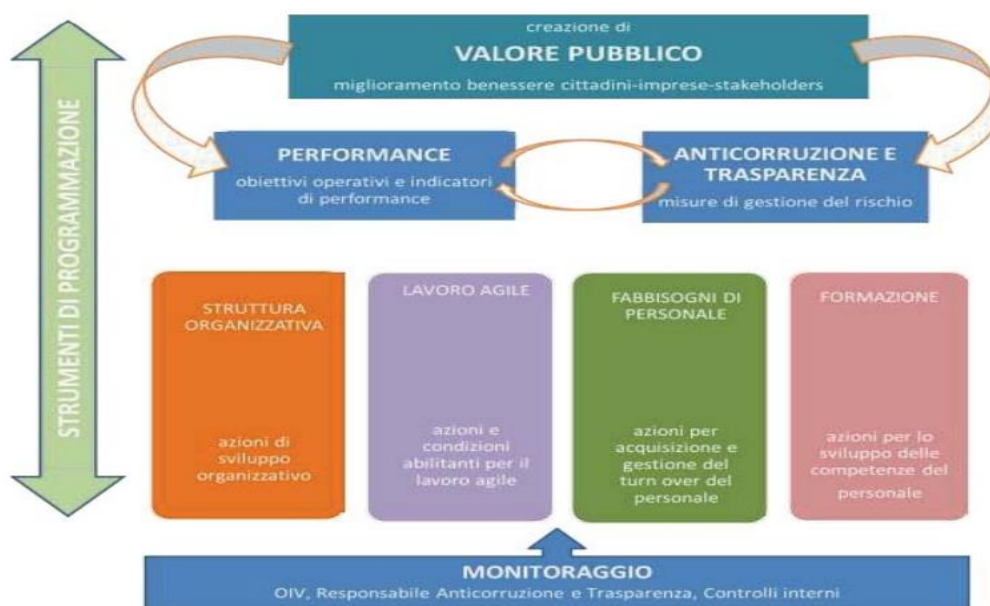 STRUMENTI DI PROGRAMMAZIONE
creazione di
VALORE PUBBLICO
miglioramento benessere cittadini-imprese-stakeholders
PERFORMANCE
obiettivi operativi e indicatori
di performance
ANTICORRUZIONE E
TRASPARENZA
misure di gestione del rischio
STRUTTURA
ORGANIZZATIVA
azioni di
sviluppo
organizzativo
LAVORO AGILE
azioni e
condizioni
abilitanti per il
lavoro agile
FABBISOGNI DI
PERSONALE
azioni per
acquisizione e
gestione del
turn over del
personale
FORMAZIONE
azioni per lo
sviluppo delle
competenze del
personale
MONITORAGGIO
OIV, Responsabile Anticorruzione e Trasparenza, Controlli interni